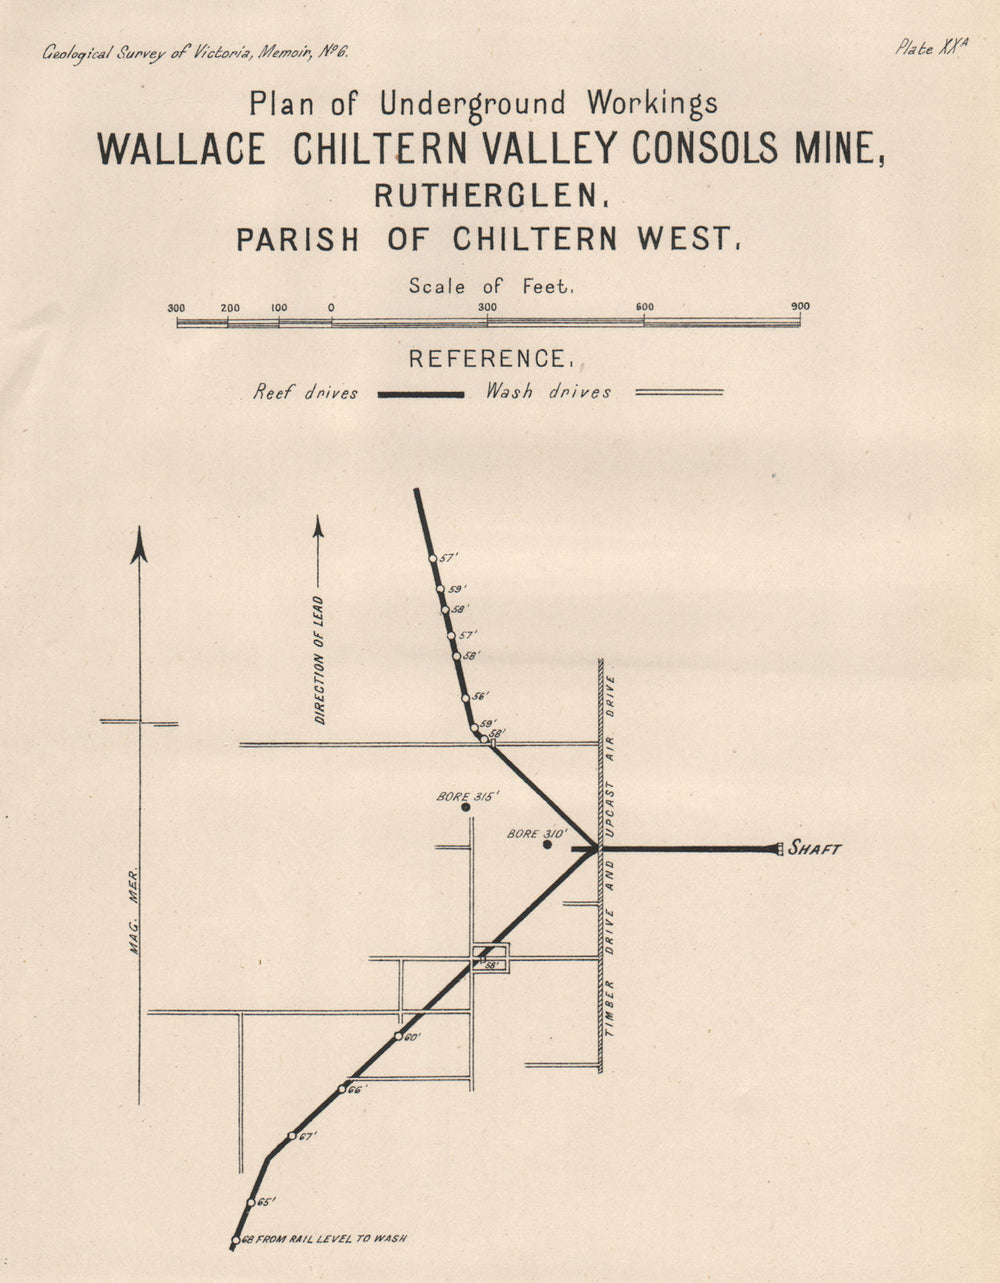 Geological Survey of Victoria, Memoir, No 6.
Plate XXA
Plan of Underground Workings
WALLACE CHILTERN VALLEY CONSOLS MINE,
RUTHERGLEN.
PARISH OF CHILTERN WEST.
Scale of Feet.
300 200 100 0 300 600 900
REFERENCE.
Reef drives Wash drives
57'
59'
58'
57'
58'
56'
59'
58'
DIRECTION OF LEAD
TIMBER DRIVE AND UPCAST AIR DRIVE.
BORE 315'
BORE 310'
SHAFT
MAG. MER.
58'
60'
66'
67'
65'
68 FROM RAIL LEVEL TO WASH